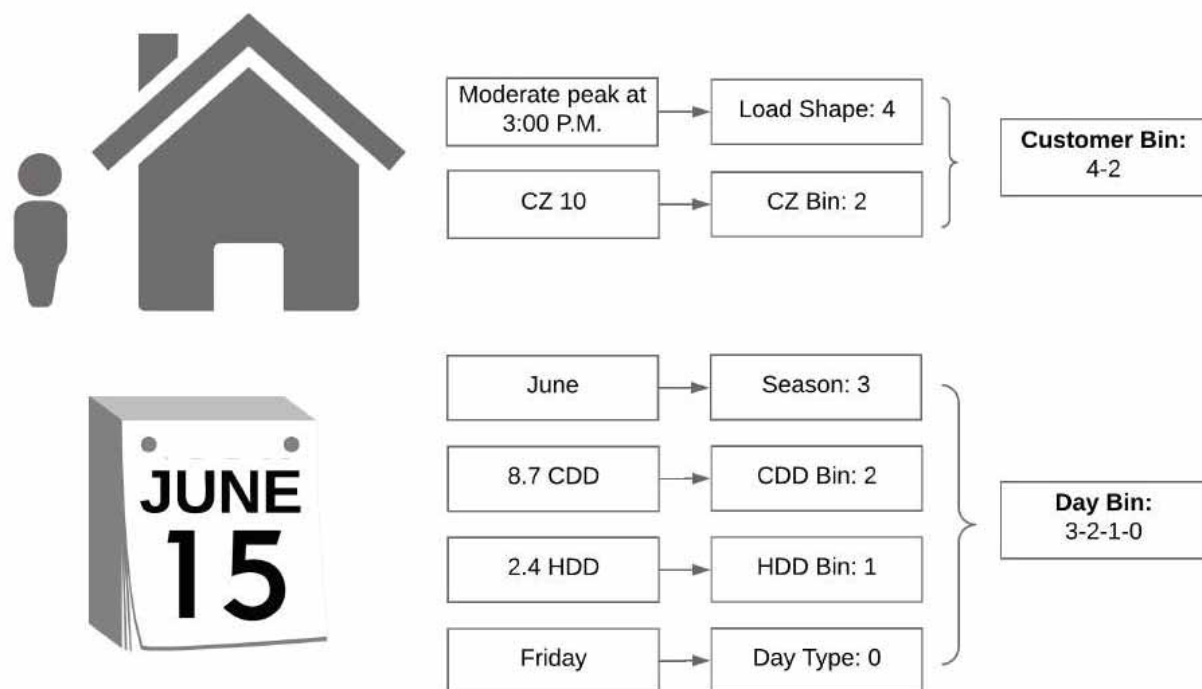 Moderate peak at
3:00 P.M.
Load Shape: 4
Customer Bin:
4-2
CZ 10
CZ Bin: 2
JUNE
15
June
Season: 3
8.7 CDD
CDD Bin: 2
Day Bin:
3-2-1-0
2.4 HDD
HDD Bin: 1
Friday
Day Type: 0